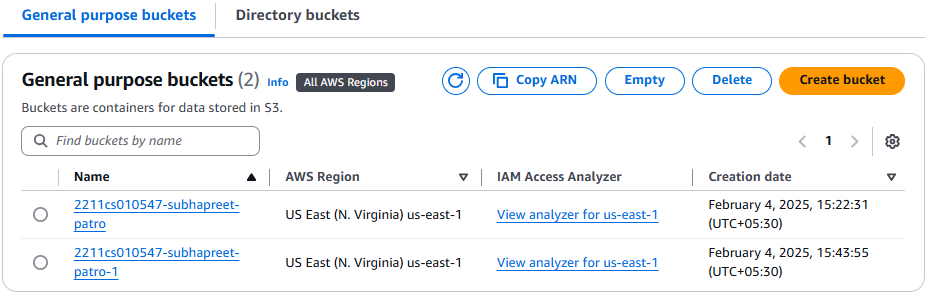 General purpose buckets Directory buckets
General purpose buckets (2) Info All AWS Regions Copy ARN Empty Delete Create bucket
Buckets are containers for data stored in S3.
Find buckets by name 1
Name AWS Region IAM Access Analyzer Creation date
2211cs010547-subhapreet-
patro
US East (N. Virginia) us-east-1
View analyzer for us-east-1
February 4, 2025, 15:22:31
(UTC+05:30)
2211cs010547-subhapreet-
patro-1
US East (N. Virginia) us-east-1
View analyzer for us-east-1
February 4, 2025, 15:43:55
(UTC+05:30)